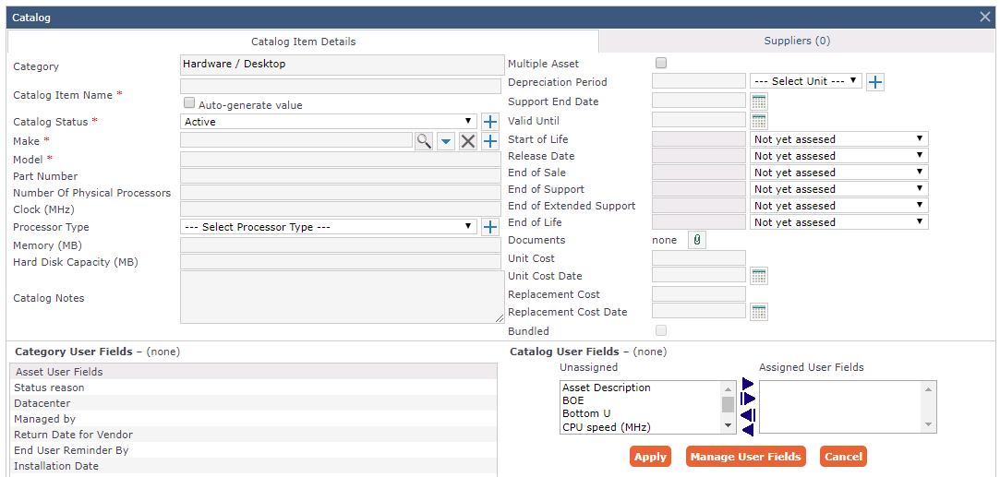 Catalog
Catalog Item Details
Suppliers (0)
Category
Hardware / Desktop
Catalog Item Name *
Auto-generate value
Catalog Status *
Active
Make *
Model *
Part Number
Number Of Physical Processors
Clock (MHz)
Processor Type
--- Select Processor Type ---
Memory (MB)
Hard Disk Capacity (MB)
Catalog Notes
Multiple Asset
Depreciation Period
--- Select Unit ---
Support End Date
Valid Until
Start of Life
Not yet assesed
Release Date
Not yet assesed
End of Sale
Not yet assesed
End of Support
Not yet assesed
End of Extended Support
Not yet assesed
End of Life
Not yet assesed
Documents
none
Unit Cost
Unit Cost Date
Replacement Cost
Replacement Cost Date
Bundled
Category User Fields – (none)
Asset User Fields
Status reason
Datacenter
Managed by
Return Date for Vendor
End User Reminder By
Installation Date
Catalog User Fields – (none)
Unassigned
Assigned User Fields
Asset Description
BOE
Bottom U
CPU speed (MHz)
Apply
Manage User Fields
Cancel